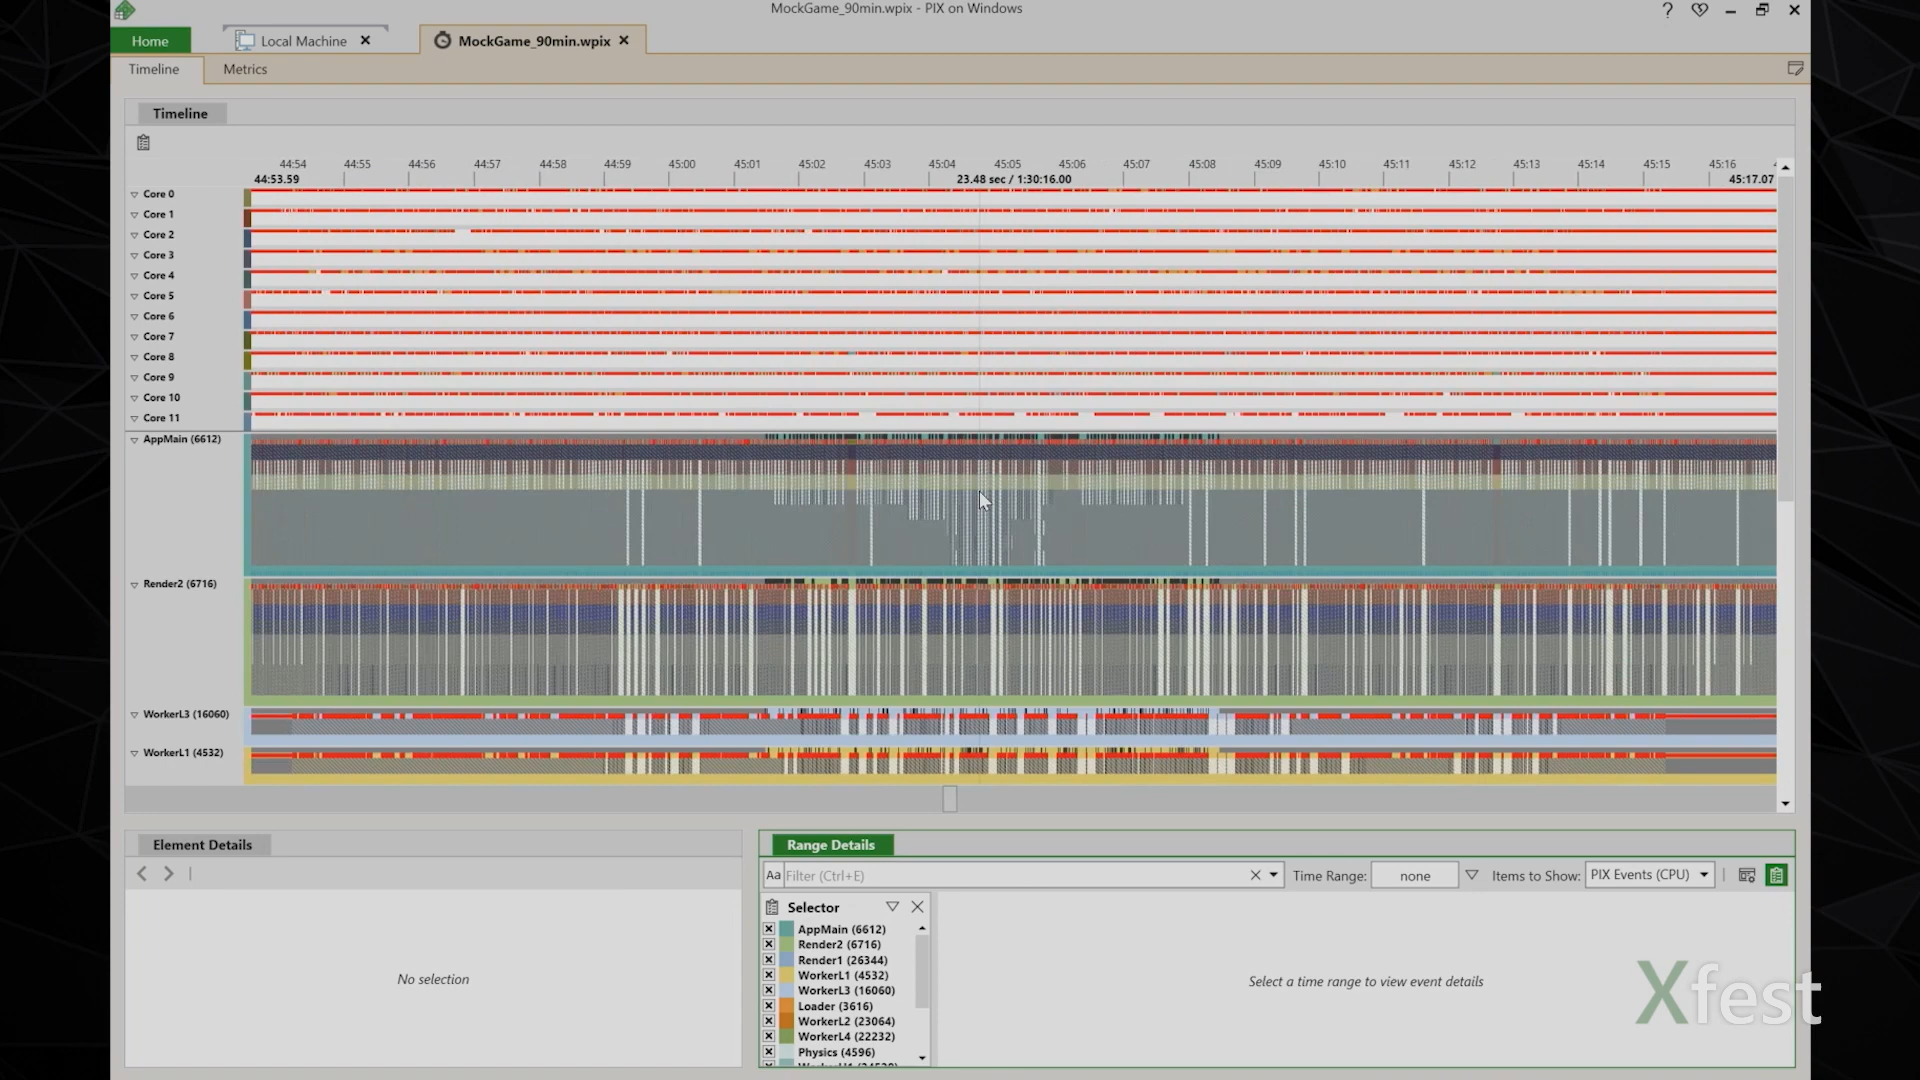 MockGame_90min.wpix - PIX on Windows
Home
Local Machine
MockGame_90min.wpix
Timeline
Metrics
Timeline
44:54 44:55 44:56 44:57 44:58 44:59 45:00 45:01 45:02 45:03 45:04 45:05 45:06 45:07 45:08 45:09 45:10 45:11 45:12 45:13 45:14 45:15 45:16
44:53.59 23.48 sec / 1:30:16.00 45:17.07
Core 0
Core 1
Core 2
Core 3
Core 4
Core 5
Core 6
Core 7
Core 8
Core 9
Core 10
Core 11
AppMain (6612)
Render2 (6716)
WorkerL3 (16060)
WorkerL1 (4532)
Element Details
No selection
Range Details
Aa Filter (Ctrl+E) Time Range: none Items to Show: PIX Events (CPU)
Selector
AppMain (6612)
Render2 (6716)
Render1 (26344)
WorkerL1 (4532)
WorkerL3 (16060)
Loader (3616)
WorkerL2 (23064)
WorkerL4 (22232)
Physics (4596)
Select a time range to view event details
Xfest